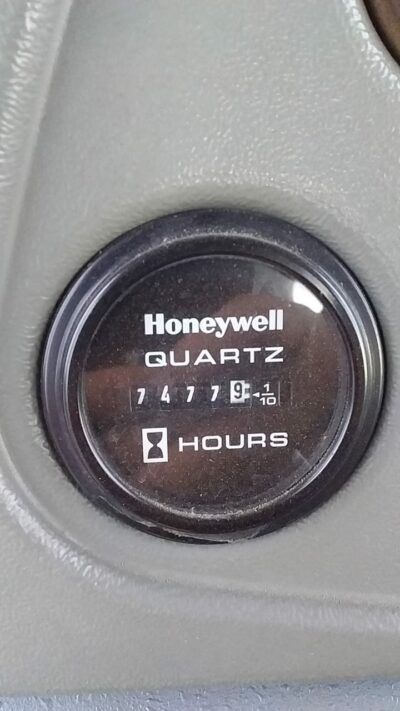 Honeywell
QUARTZ
7 4 7 7 9 ◄ 1/10
HOURS